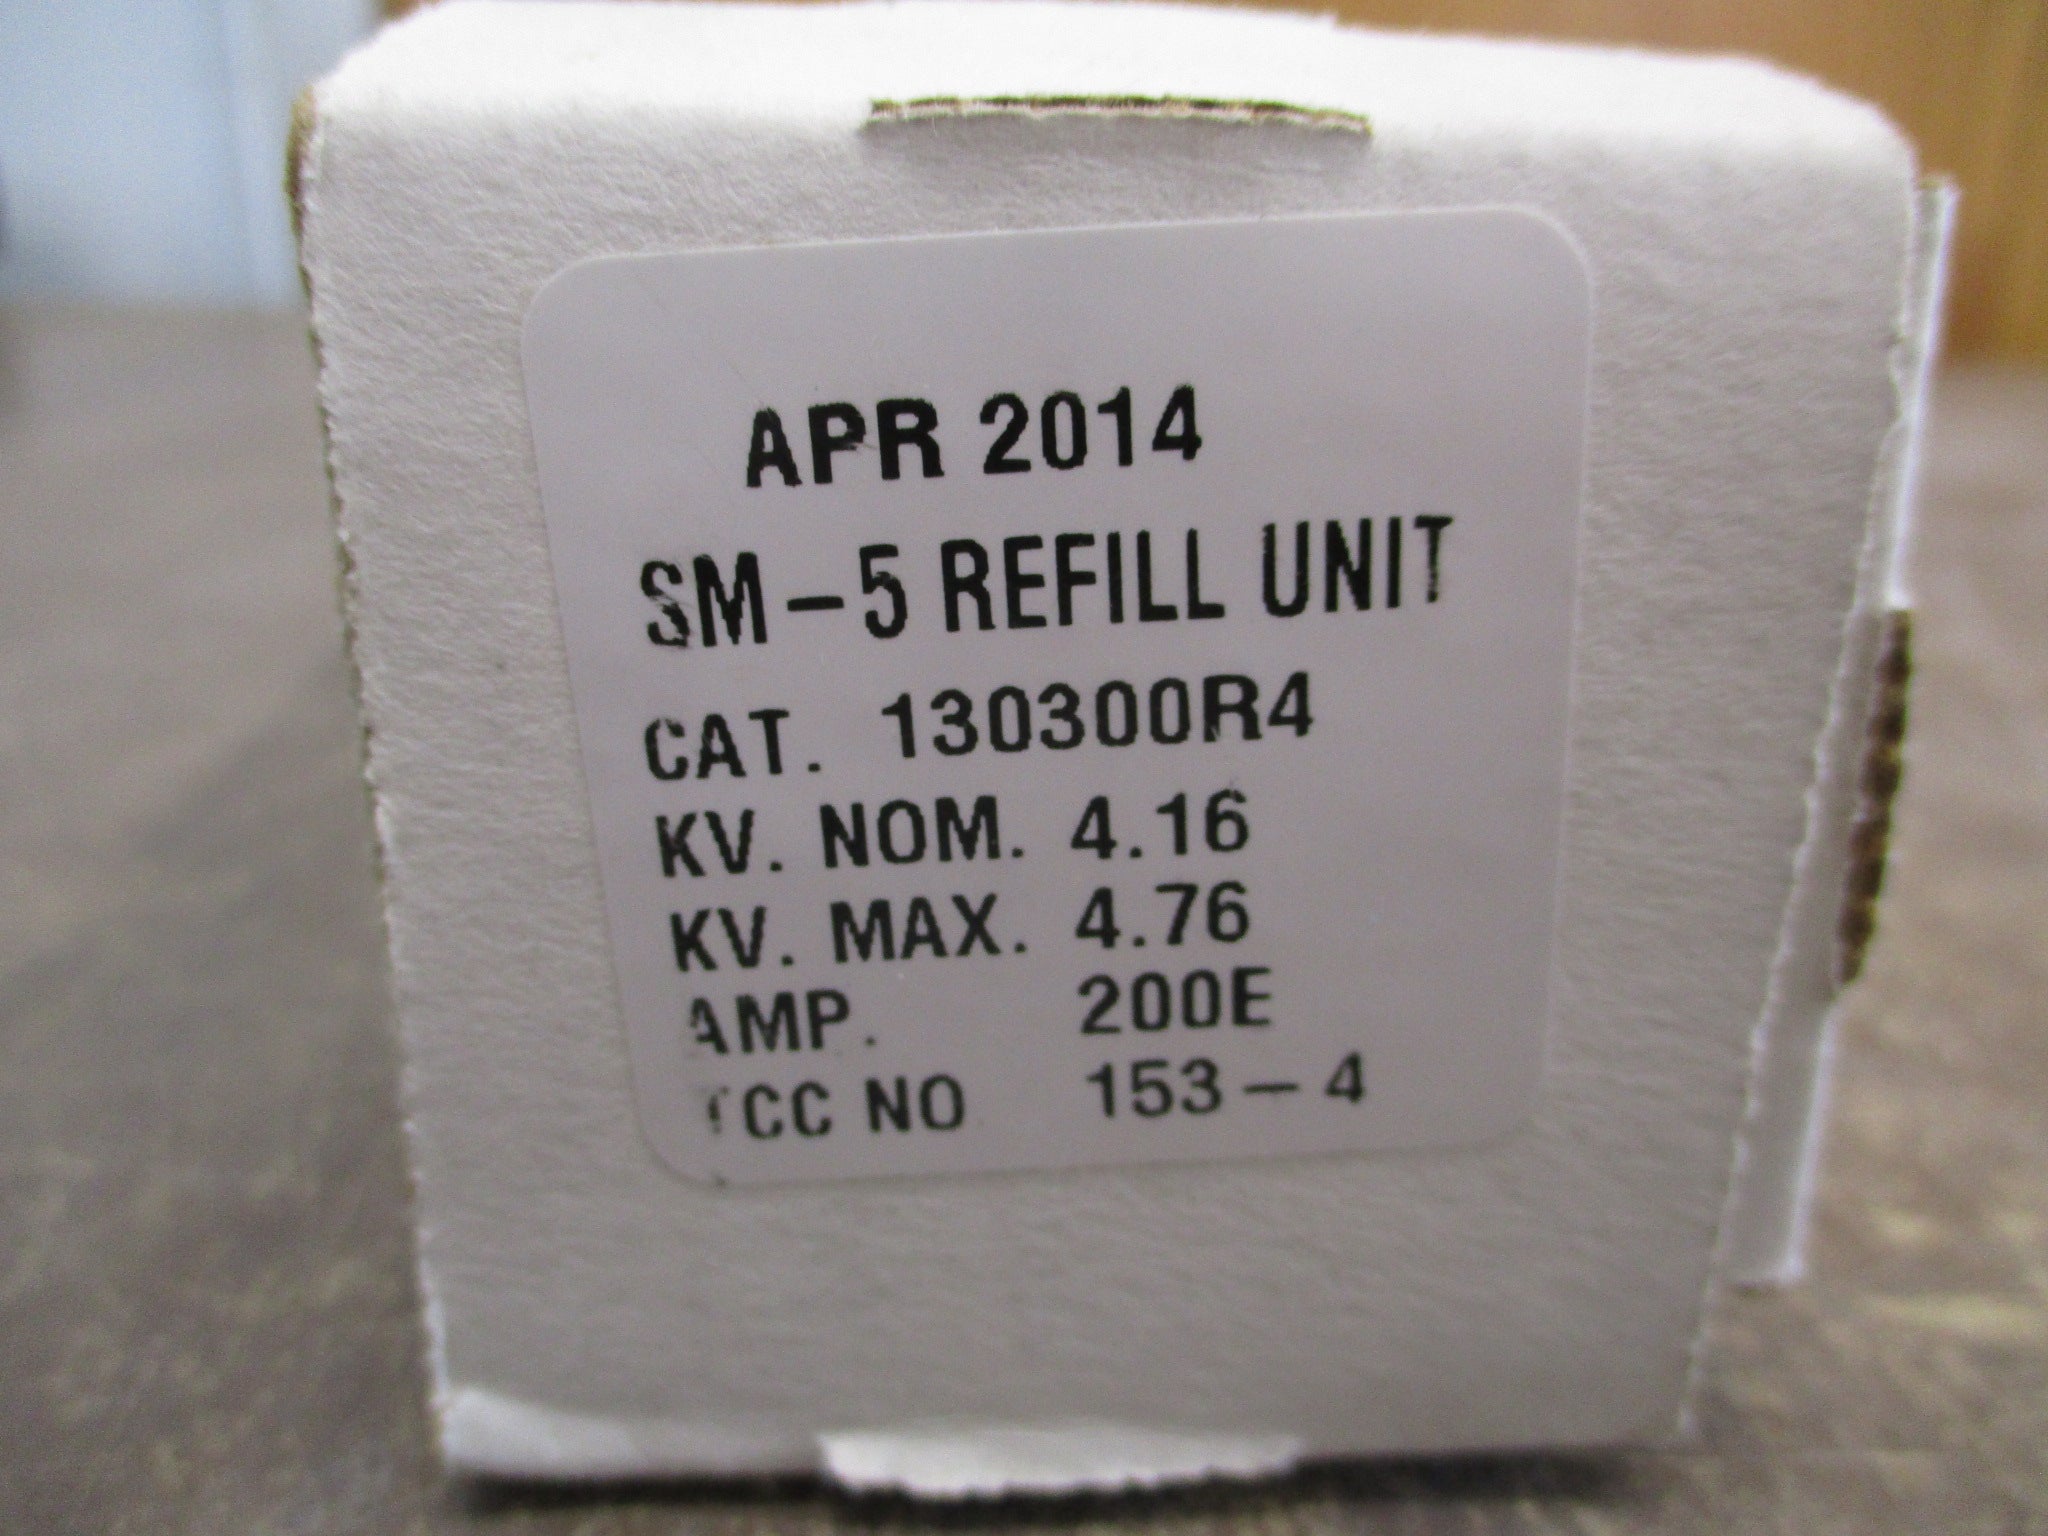 APR 2014
SM-5 REFILL UNIT
CAT. 130300R4
KV. NOM. 4.16
KV. MAX. 4.76
AMP. 200E
TCC NO 153-4